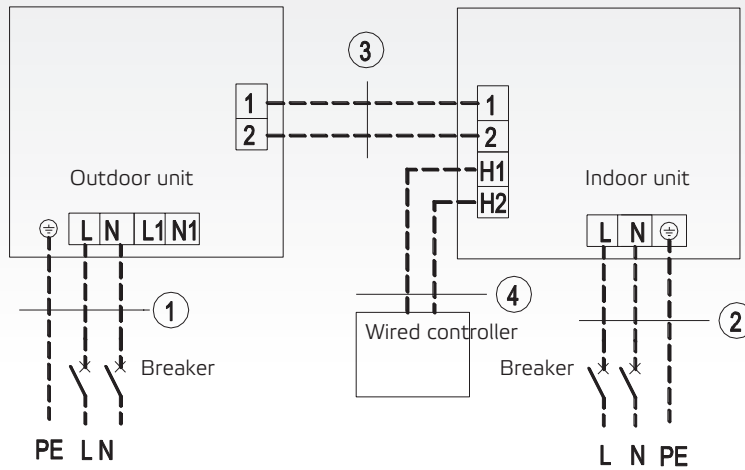 3
1
2
1
2
H1
H2
Outdoor unit
Indoor unit
L N L1 N1
L N
1
4
2
Wired controller
Breaker
Breaker
PE L N
L N PE